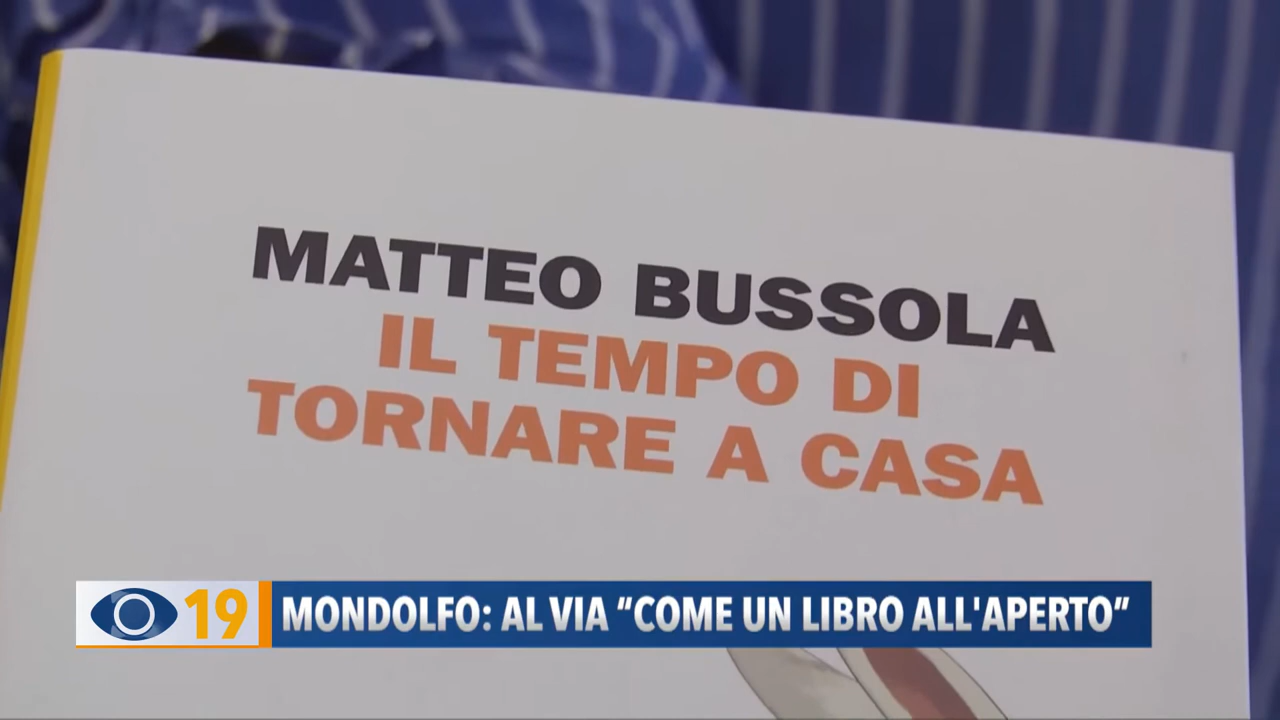 MATTEO BUSSOLA
IL TEMPO DI
TORNARE A CASA
19 MONDOLFO: AL VIA “COME UN LIBRO ALL'APERTO”